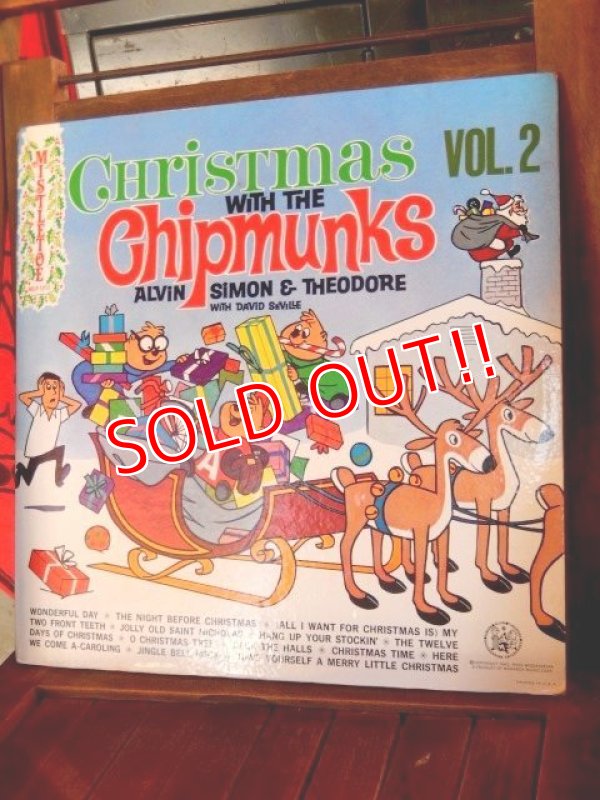 MISTLETOE
Christmas
VOL. 2
WITH THE
Chipmunks
ALVIN SIMON & THEODORE
WITH DAVID SEVILLE
SOLD OUT!!
A
WONDERFUL DAY * THE NIGHT BEFORE CHRISTMAS * (ALL I WANT FOR CHRISTMAS IS) MY
TWO FRONT TEETH * JOLLY OLD SAINT NICHOLAS * HANG UP YOUR STOCKIN' * THE TWELVE
DAYS OF CHRISTMAS * O CHRISTMAS TREE * THE HALLS * CHRISTMAS TIME * HERE
WE COME A-CAROLING * JINGLE BELL YOURSELF A MERRY LITTLE CHRISTMAS